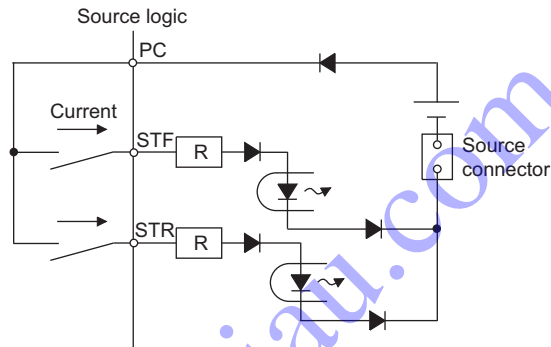 Source logic
PC
Current
STF
R
Source
connector
STR
R